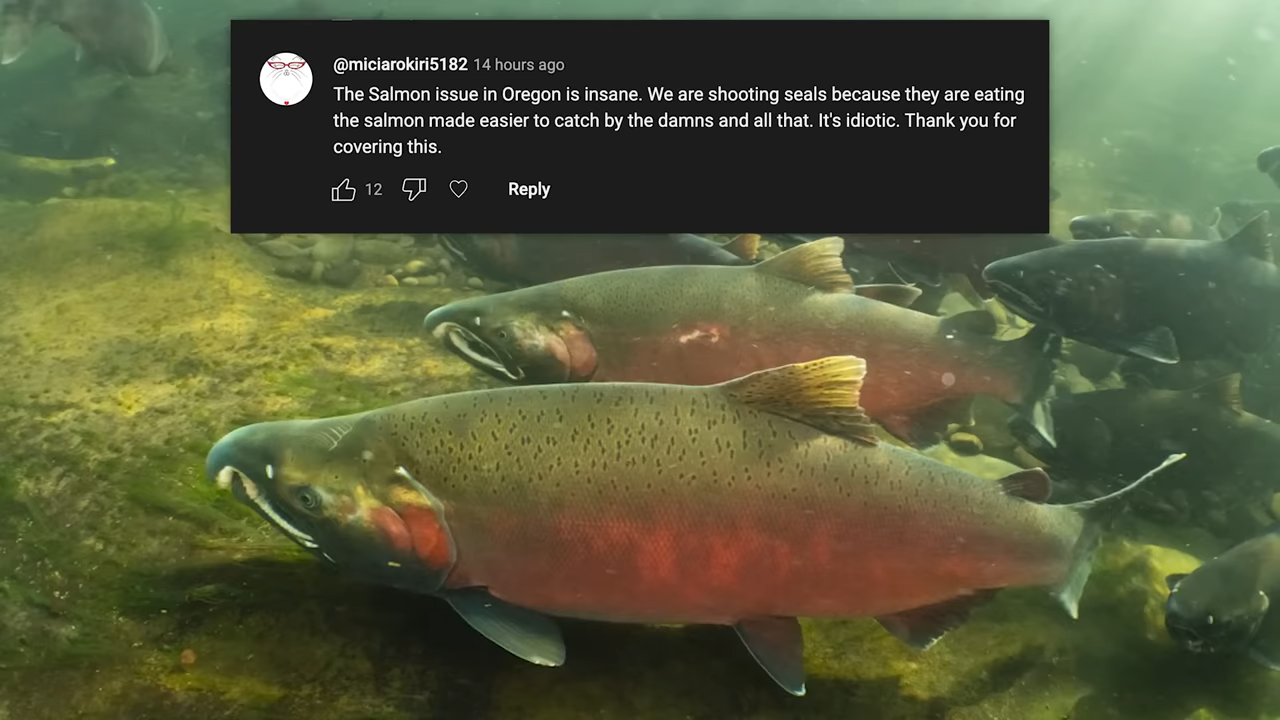 @miciarokiri5182 14 hours ago
The Salmon issue in Oregon is insane. We are shooting seals because they are eating
the salmon made easier to catch by the damns and all that. It's idiotic. Thank you for
covering this.
12 Reply